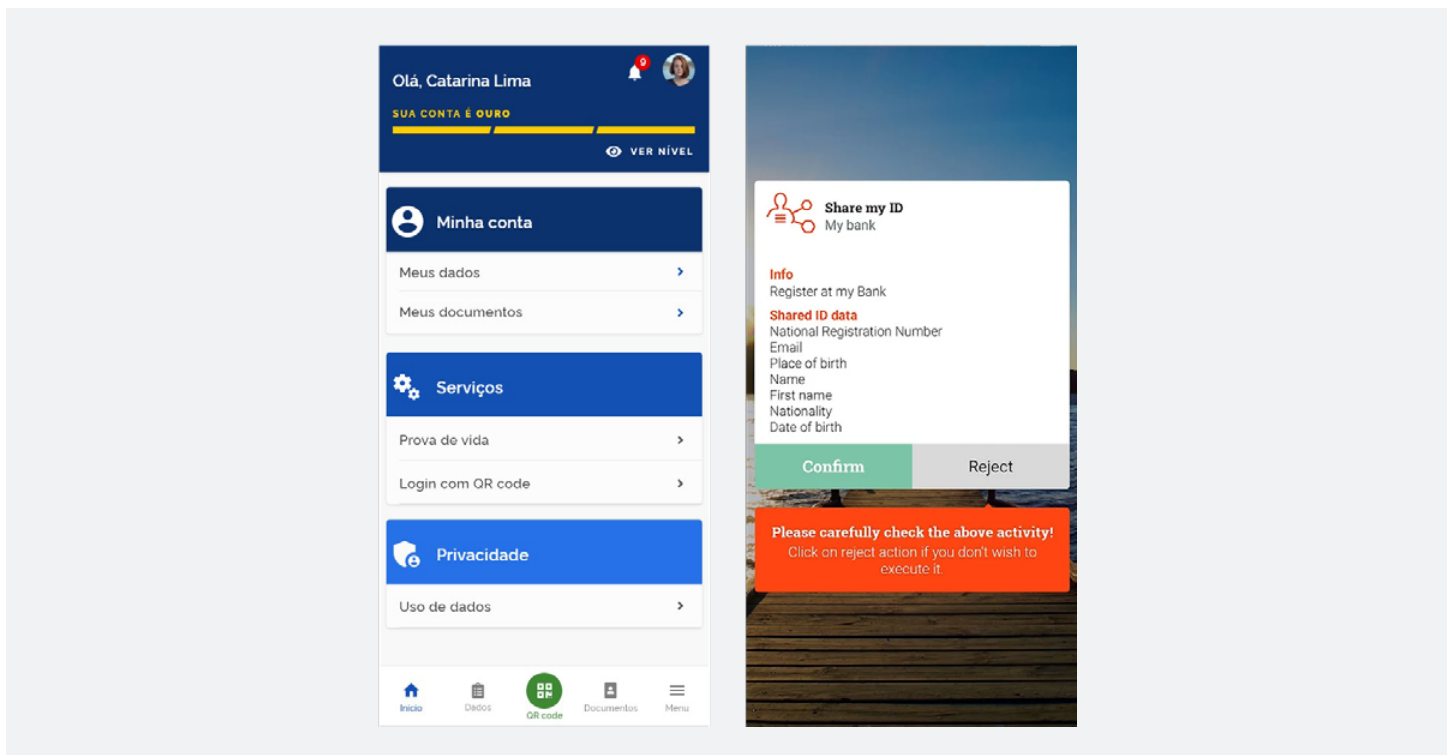 Olá, Catarina Lima
9
SUA CONTA É OURO
VER NÍVEL
Minha conta
Meus dados
Meus documentos
Serviços
Prova de vida
Login com QR code
Privacidade
Uso de dados
Início
Dados
QR code
Documentos
Menu
Share my ID
My bank
Info
Register at my Bank
Shared ID data
National Registration Number
Email
Place of birth
Name
First name
Nationality
Date of birth
Confirm
Reject
Please carefully check the above activity!
Click on reject action if you don't wish to
execute it.